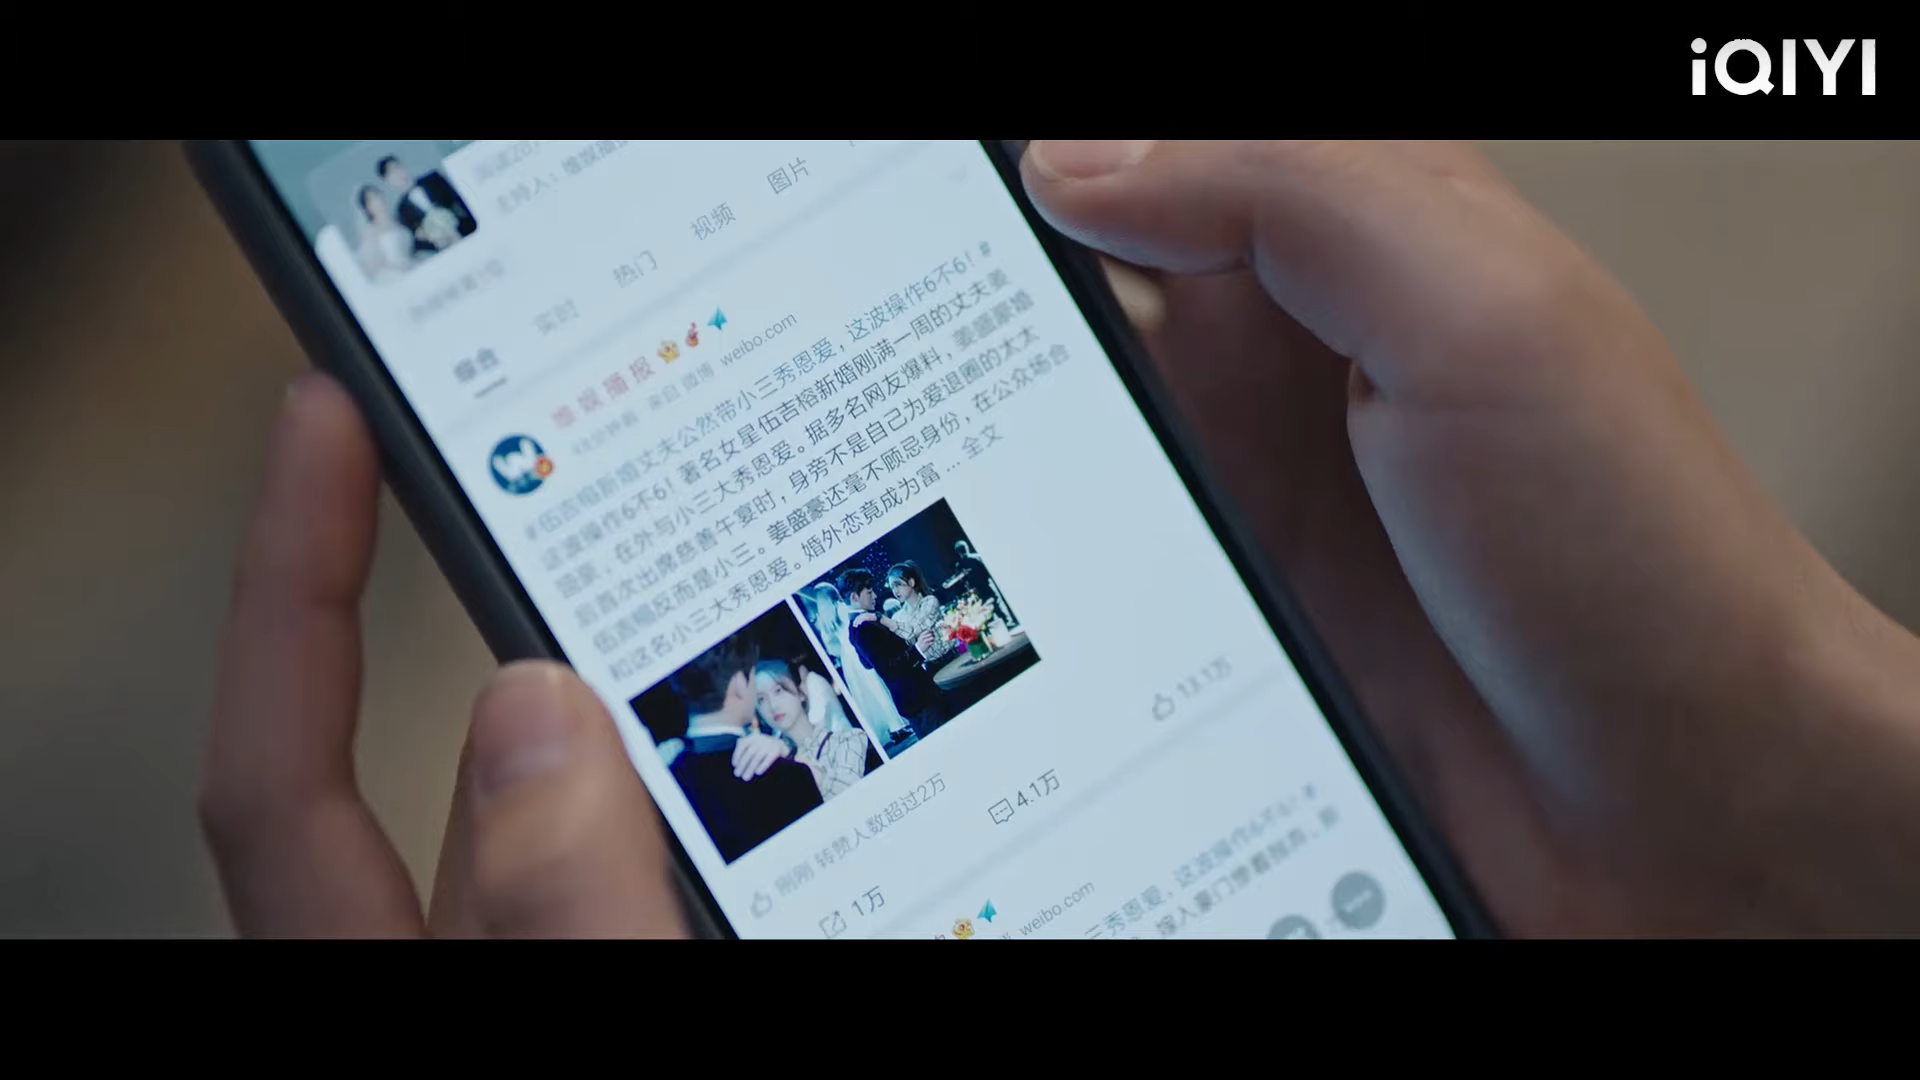 iQIYI
图片
视频
热门
实时
综合
娱播报
来自 微博 weibo.com
#伍吉榕新婚丈夫公然带小三秀恩爱，这波操作6不6！#
这波操作6不6！著名女星伍吉榕新婚刚满一周的丈夫姜
盛豪，在外与小三大秀恩爱。据多名网友爆料，姜盛豪婚
后首次出席慈善午宴时，身旁不是自己为爱退圈的太太
伍吉榕反而是小三。姜盛豪还毫不顾忌身份，在公众场合
和这名小三大秀恩爱。婚外恋竟成为富 ... 全文
刚刚 转赞人数超过2万
1万
4.1万
13.1万
weibo.com
三秀恩爱，这波操作6不6！#